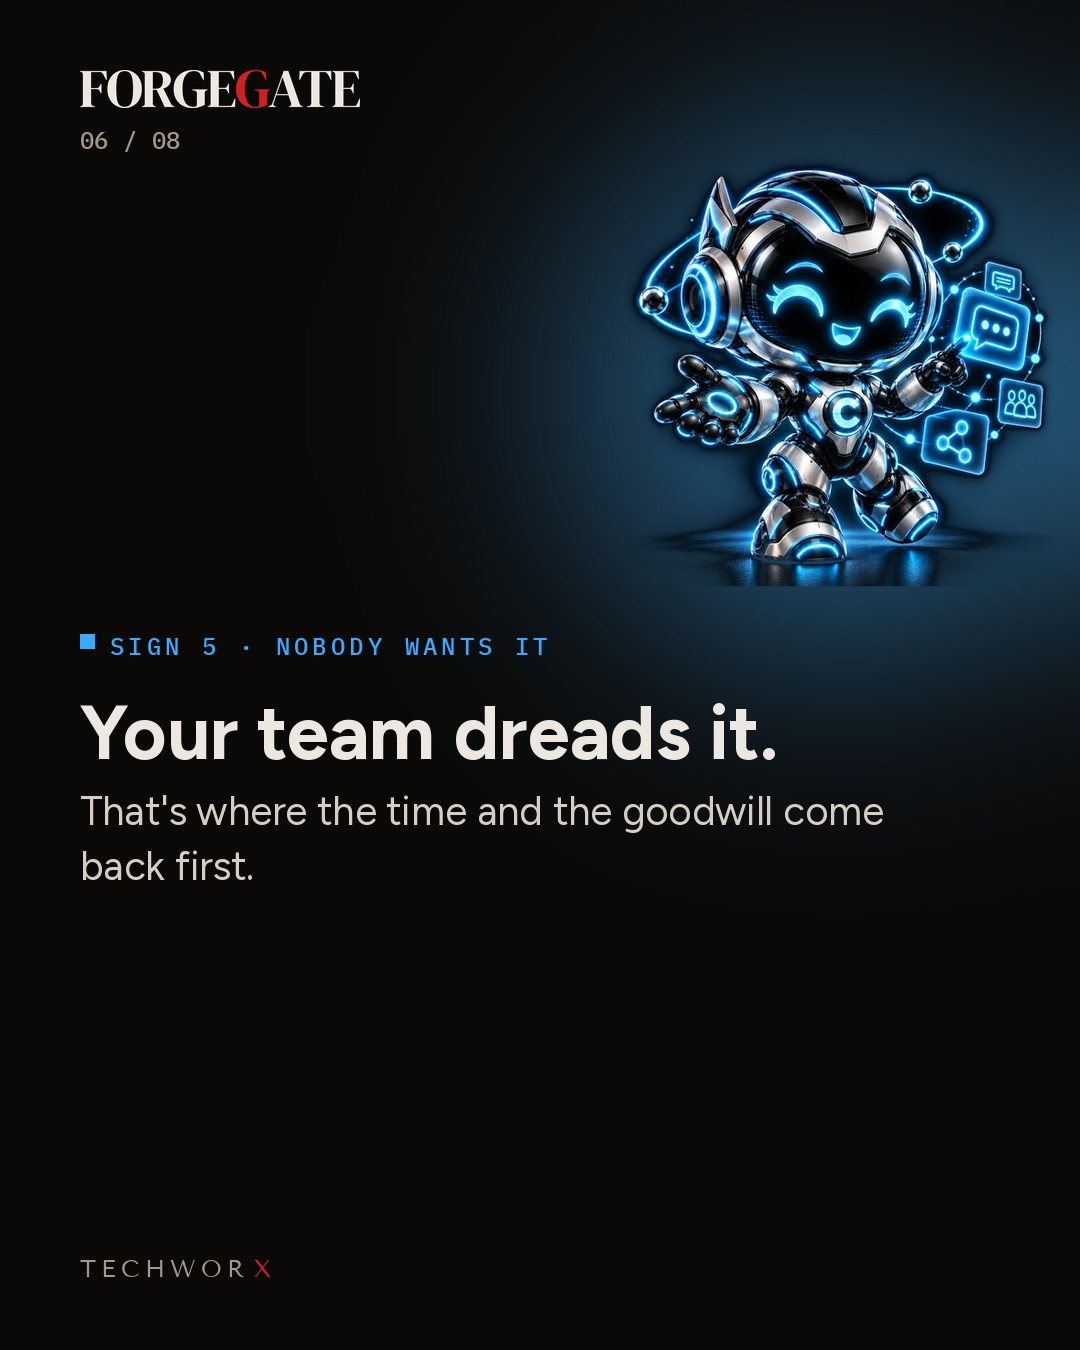 FORGEGATE
06 / 08
C
SIGN 5 · NOBODY WANTS IT
Your team dreads it.
That's where the time and the goodwill come
back first.
TECHWORX